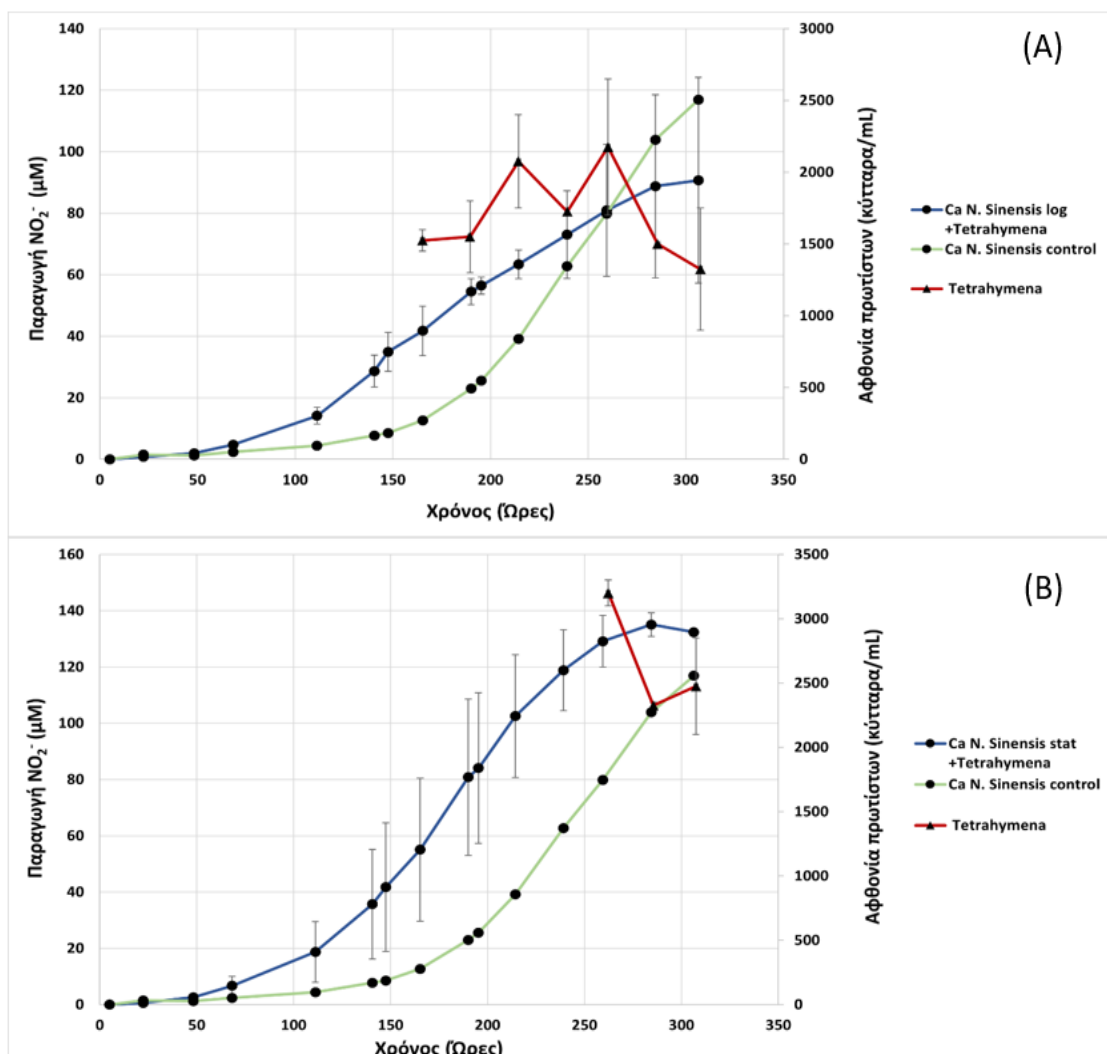 (A)
Παραγωγή NO₂⁻ (μM)
140
120
100
80
60
40
20
0
0 50 100 150 200 250 300 350
Χρόνος (Ώρες)
3000
2500
2000
1500
1000
500
0
Αφθονία πρωτίστων (κύτταρα/mL)
Ca N. Sinensis log
+Tetrahymena
Ca N. Sinensis control
Tetrahymena
(B)
Παραγωγή NO₂⁻ (μM)
160
140
120
100
80
60
40
20
0
0 50 100 150 200 250 300 350
Χρόνος (Ώρες)
3500
3000
2500
2000
1500
1000
500
0
Αφθονία πρωτίστων (κύτταρα/mL)
Ca N. Sinensis stat
+Tetrahymena
Ca N. Sinensis control
Tetrahymena